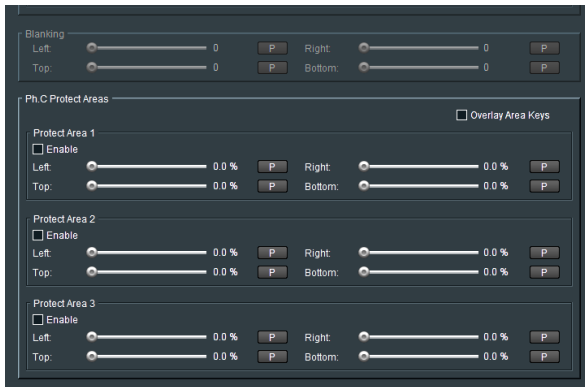 Blanking
Left: 0 P Right: 0 P
Top: 0 P Bottom: 0 P
Ph.C Protect Areas
Overlay Area Keys
Protect Area 1
Enable
Left: 0.0 % P Right: 0.0 % P
Top: 0.0 % P Bottom: 0.0 % P
Protect Area 2
Enable
Left: 0.0 % P Right: 0.0 % P
Top: 0.0 % P Bottom: 0.0 % P
Protect Area 3
Enable
Left: 0.0 % P Right: 0.0 % P
Top: 0.0 % P Bottom: 0.0 % P